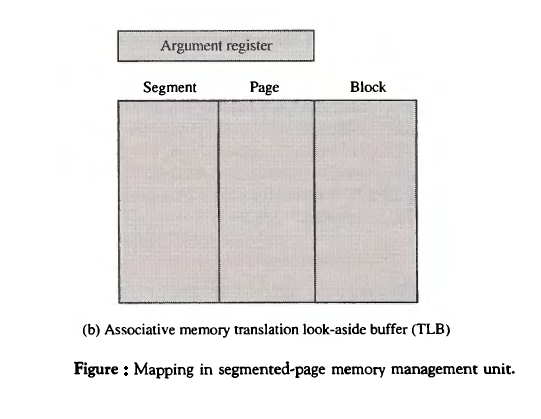 Argument register
Segment Page Block
(b) Associative memory translation look-aside buffer (TLB)
Figure : Mapping in segmented-page memory management unit.